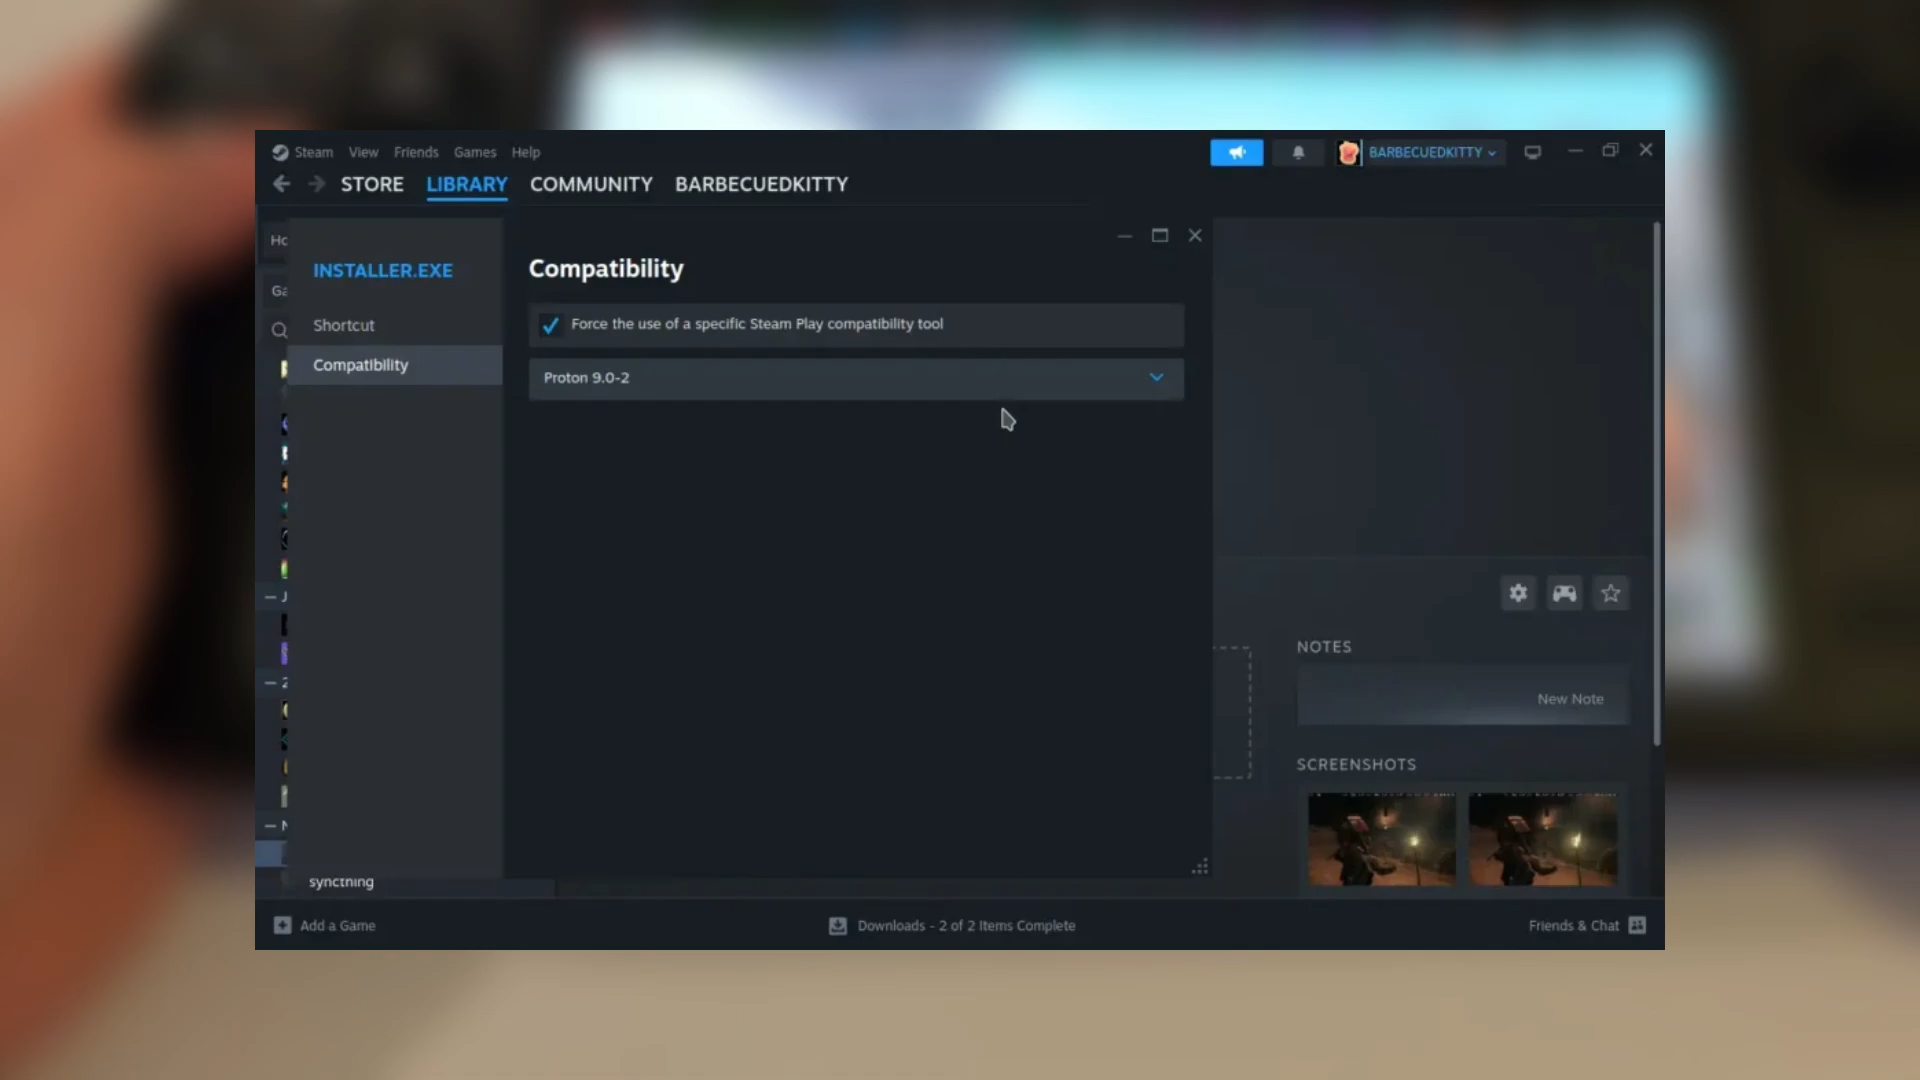 Steam View Friends Games Help
BARBECUEDKITTY
STORE LIBRARY COMMUNITY BARBECUEDKITTY
INSTALLER.EXE
Shortcut
Compatibility
Compatibility
Force the use of a specific Steam Play compatibility tool
Proton 9.0-2
NOTES
New Note
SCREENSHOTS
syncthing
Add a Game
Downloads - 2 of 2 Items Complete
Friends & Chat